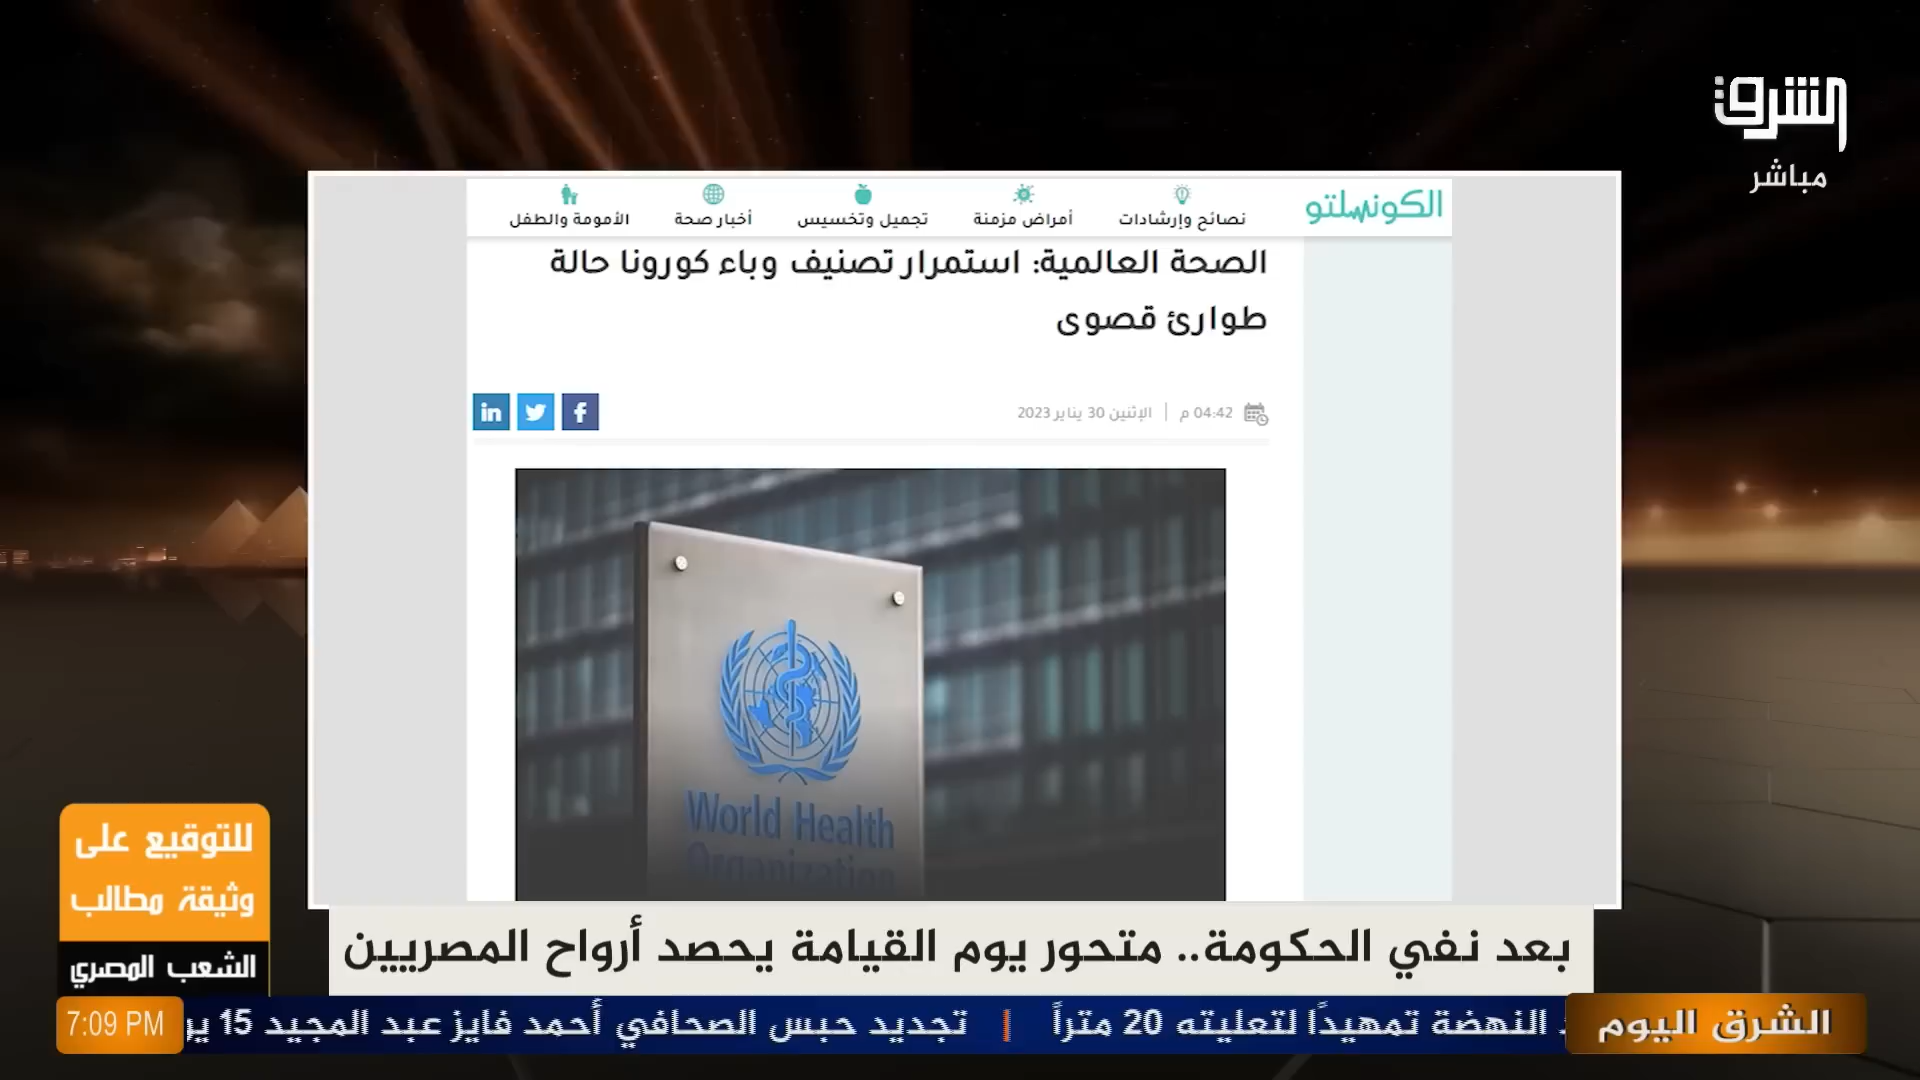 الشرق
مباشر
الكونسلتو
نصائح وإرشادات
أمراض مزمنة
تجميل وتخسيس
أخبار صحة
الأمومة والطفل
الصحة العالمية: استمرار تصنيف وباء كورونا حالة
طوارئ قصوى
04:42 م | الإثنين 30 يناير 2023
World Health
Organization
للتوقيع على
وثيقة مطالب
الشعب المصري
بعد نفي الحكومة.. متحور يوم القيامة يحصد أرواح المصريين
الشرق اليوم
النهضة تمهيدًا لتعليته 20 متراً | تجديد حبس الصحافي أحمد فايز عبد المجيد 15
7:09 PM